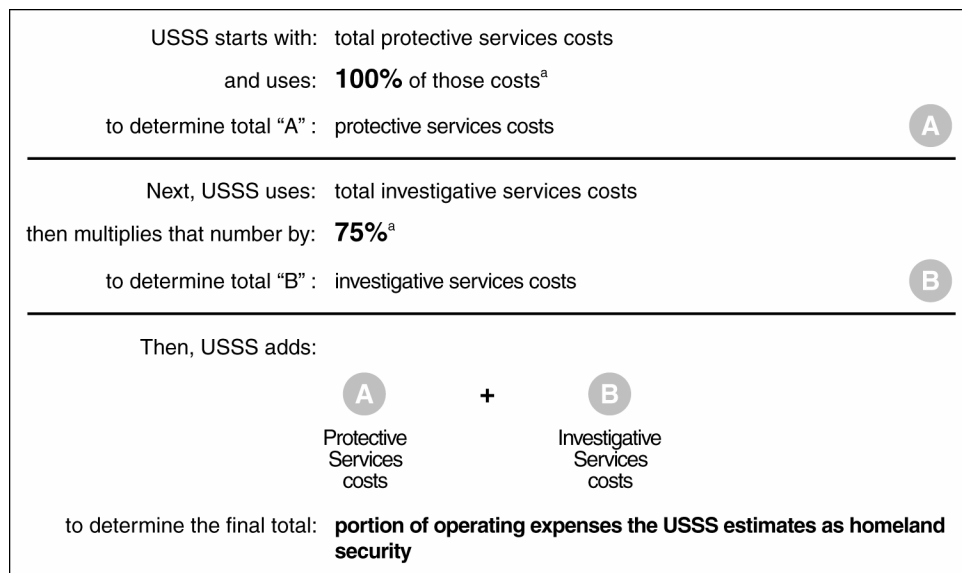 USSS starts with: total protective services costs
and uses: 100% of those costsᵃ
to determine total “A” : protective services costs
A
Next, USSS uses: total investigative services costs
then multiplies that number by: 75%ᵃ
to determine total “B” : investigative services costs
B
Then, USSS adds:
A + B
Protective Investigative
Services Services
costs costs
to determine the final total: portion of operating expenses the USSS estimates as homeland
security